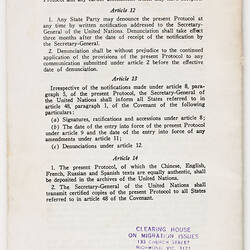 Article 12
1. Any State Party may denounce the present Protocol at
any time by written notification addressed to the Secretary-
General of the United Nations. Denunciation shall take effect
three months after the date of receipt of the notification by
the Secretary-General.
2. Denunciation shall be without prejudice to the continued
application of the provisions of the present Protocol to any
communication submitted under article 2 before the effective
date of denunciation.
Article 13
Irrespective of the notifications made under article 8, para-
graph 5, of the present Protocol, the Secretary-General of
the United Nations shall inform all States referred to in
article 48, paragraph 1, of the Covenant of the following
particulars:
(a) Signatures, ratifications and accessions under article 8;
(b) The date of the entry into force of the present Protocol
under article 9 and the date of the entry into force of any
amendments under article 11;
(c) Denunciations under article 12.
Article 14
1. The present Protocol, of which the Chinese, English,
French, Russian and Spanish texts are equally authentic, shall
be deposited in the archives of the United Nations.
2. The Secretary-General of the United Nations shall
transmit certified copies of the present Protocol to all States
referred to in article 48 of the Covenant.
CLEARING HOUSE
ON MIGRATION ISSUES
133 CHURCH STREET
RICHMOND VIC. 3121